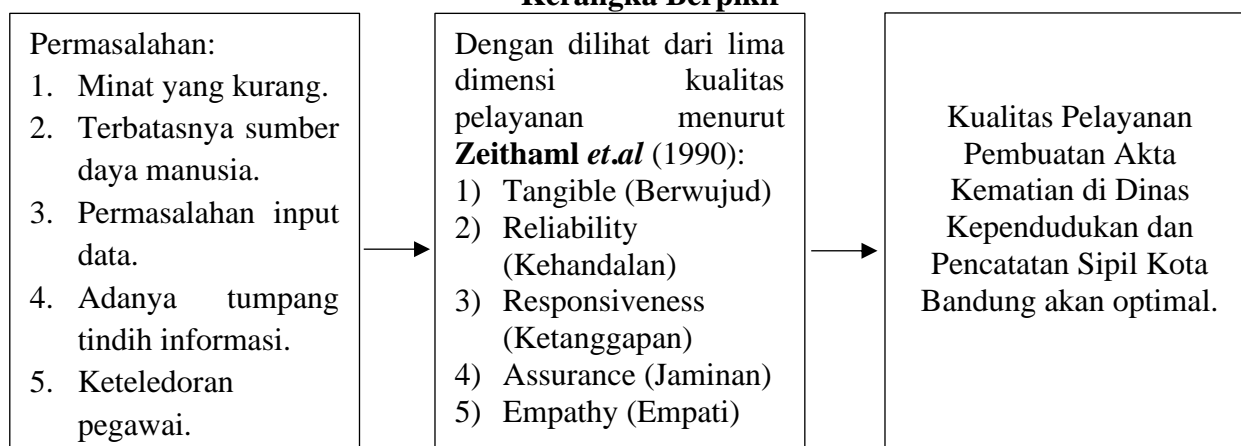 Kerangka Berpikir
Permasalahan:
1. Minat yang kurang.
2. Terbatasnya sumber
daya manusia.
3. Permasalahan input
data.
4. Adanya tumpang
tindih informasi.
5. Keteledoran
pegawai.
Dengan dilihat dari lima
dimensi kualitas
pelayanan menurut
Zeithaml et.al (1990):
1) Tangible (Berwujud)
2) Reliability
(Kehandalan)
3) Responsiveness
(Ketanggapan)
4) Assurance (Jaminan)
5) Empathy (Empati)
Kualitas Pelayanan
Pembuatan Akta
Kematian di Dinas
Kependudukan dan
Pencatatan Sipil Kota
Bandung akan optimal.